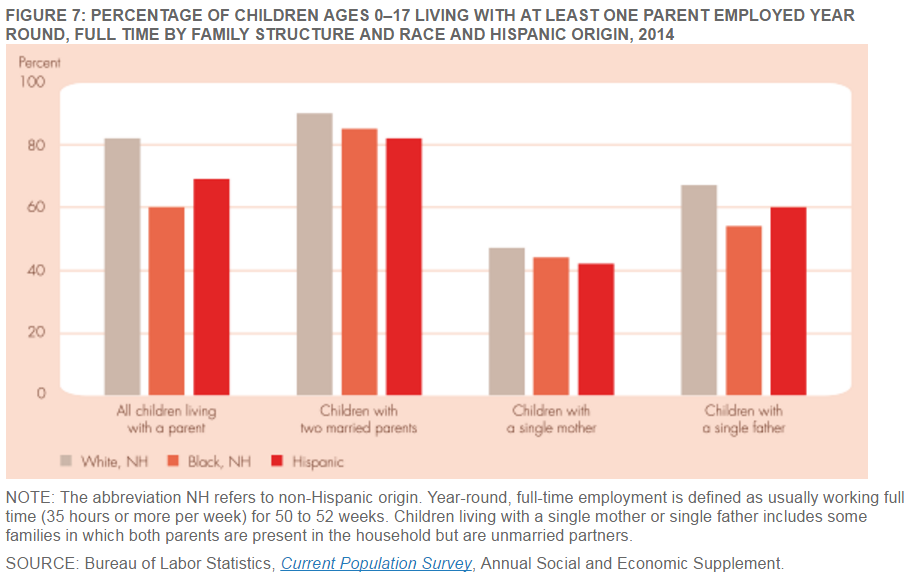 FIGURE 7: PERCENTAGE OF CHILDREN AGES 0–17 LIVING WITH AT LEAST ONE PARENT EMPLOYED YEAR
ROUND, FULL TIME BY FAMILY STRUCTURE AND RACE AND HISPANIC ORIGIN, 2014
Percent
100
80
60
40
20
0
All children living
with a parent
Children with
two married parents
Children with
a single mother
Children with
a single father
White, NH
Black, NH
Hispanic
NOTE: The abbreviation NH refers to non-Hispanic origin. Year-round, full-time employment is defined as usually working full
time (35 hours or more per week) for 50 to 52 weeks. Children living with a single mother or single father includes some
families in which both parents are present in the household but are unmarried partners.
SOURCE: Bureau of Labor Statistics, Current Population Survey, Annual Social and Economic Supplement.